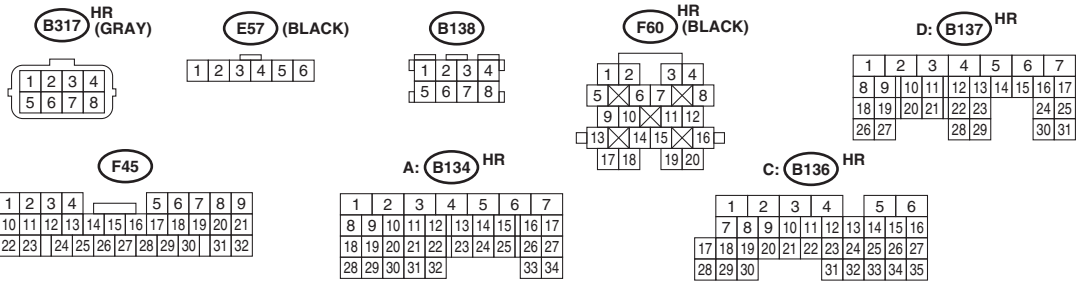 B317 HR (GRAY)
1 2 3 4
5 6 7 8
E57 (BLACK)
1 2 3 4 5 6
B138
1 2 3 4
5 6 7 8
F60 HR (BLACK)
1 2 3 4
5 6 7 8
9 10 11 12
13 14 15 16
17 18 19 20
D: B137 HR
1 2 3 4 5 6 7
8 9 10 11 12 13 14 15 16 17
18 19 20 21 22 23 24 25
26 27 28 29 30 31
F45
1 2 3 4 5 6 7 8 9
10 11 12 13 14 15 16 17 18 19 20 21
22 23 24 25 26 27 28 29 30 31 32
A: B134 HR
1 2 3 4 5 6 7
8 9 10 11 12 13 14 15 16 17
18 19 20 21 22 23 24 25 26 27
28 29 30 31 32 33 34
C: B136 HR
1 2 3 4 5 6
7 8 9 10 11 12 13 14 15 16
17 18 19 20 21 22 23 24 25 26 27
28 29 30 31 32 33 34 35